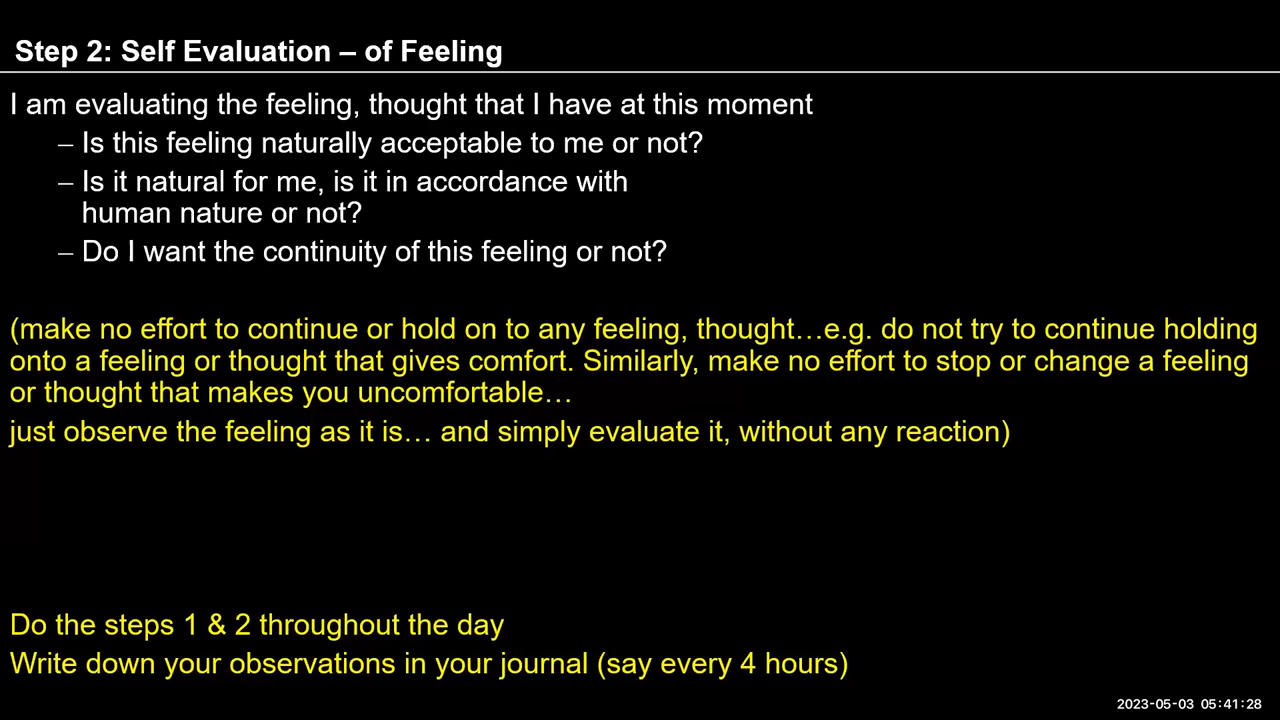 Step 2: Self Evaluation – of Feeling
I am evaluating the feeling, thought that I have at this moment
– Is this feeling naturally acceptable to me or not?
– Is it natural for me, is it in accordance with
human nature or not?
– Do I want the continuity of this feeling or not?
(make no effort to continue or hold on to any feeling, thought…e.g. do not try to continue holding
onto a feeling or thought that gives comfort. Similarly, make no effort to stop or change a feeling
or thought that makes you uncomfortable…
just observe the feeling as it is… and simply evaluate it, without any reaction)
Do the steps 1 & 2 throughout the day
Write down your observations in your journal (say every 4 hours)
2023-05-03 05:41:28